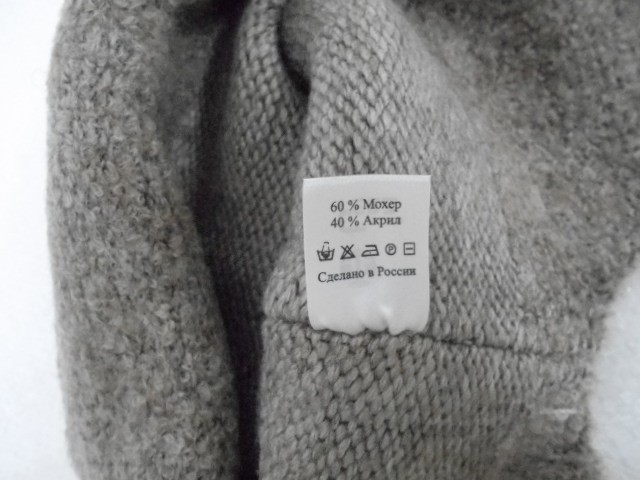 60 % Мохер
40 % Акрил
Сделано в России